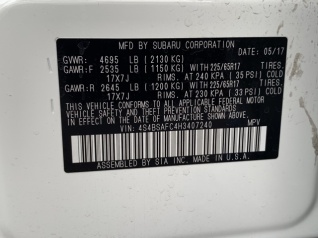 MFD. BY SUBARU CORPORATION 05/17
GVWR: 4695 LB (2130 KG)
GAWR:F 2535 LB (1150 KG) WITH 225/65R17 TIRES.
17X7J RIMS. AT 240 KPA (35 PSI) COLD
GAWR:R 2645 LB (1200 KG) WITH 225/65R17 TIRES.
17X7J RIMS. AT 230 KPA (33 PSI) COLD
THIS VEHICLE CONFORMS TO ALL APPLICABLE FEDERAL MOTOR
VEHICLE SAFETY BUMPER, AND THEFT PREVENTION STANDARDS
IN EFFECT ON THE DATE OF MANUFACTURE SHOWN ABOVE.
VIN: 4S4BSAFC4H3407240 MPV
ASSEMBLED BY SIA INC. MADE IN U.S.A.